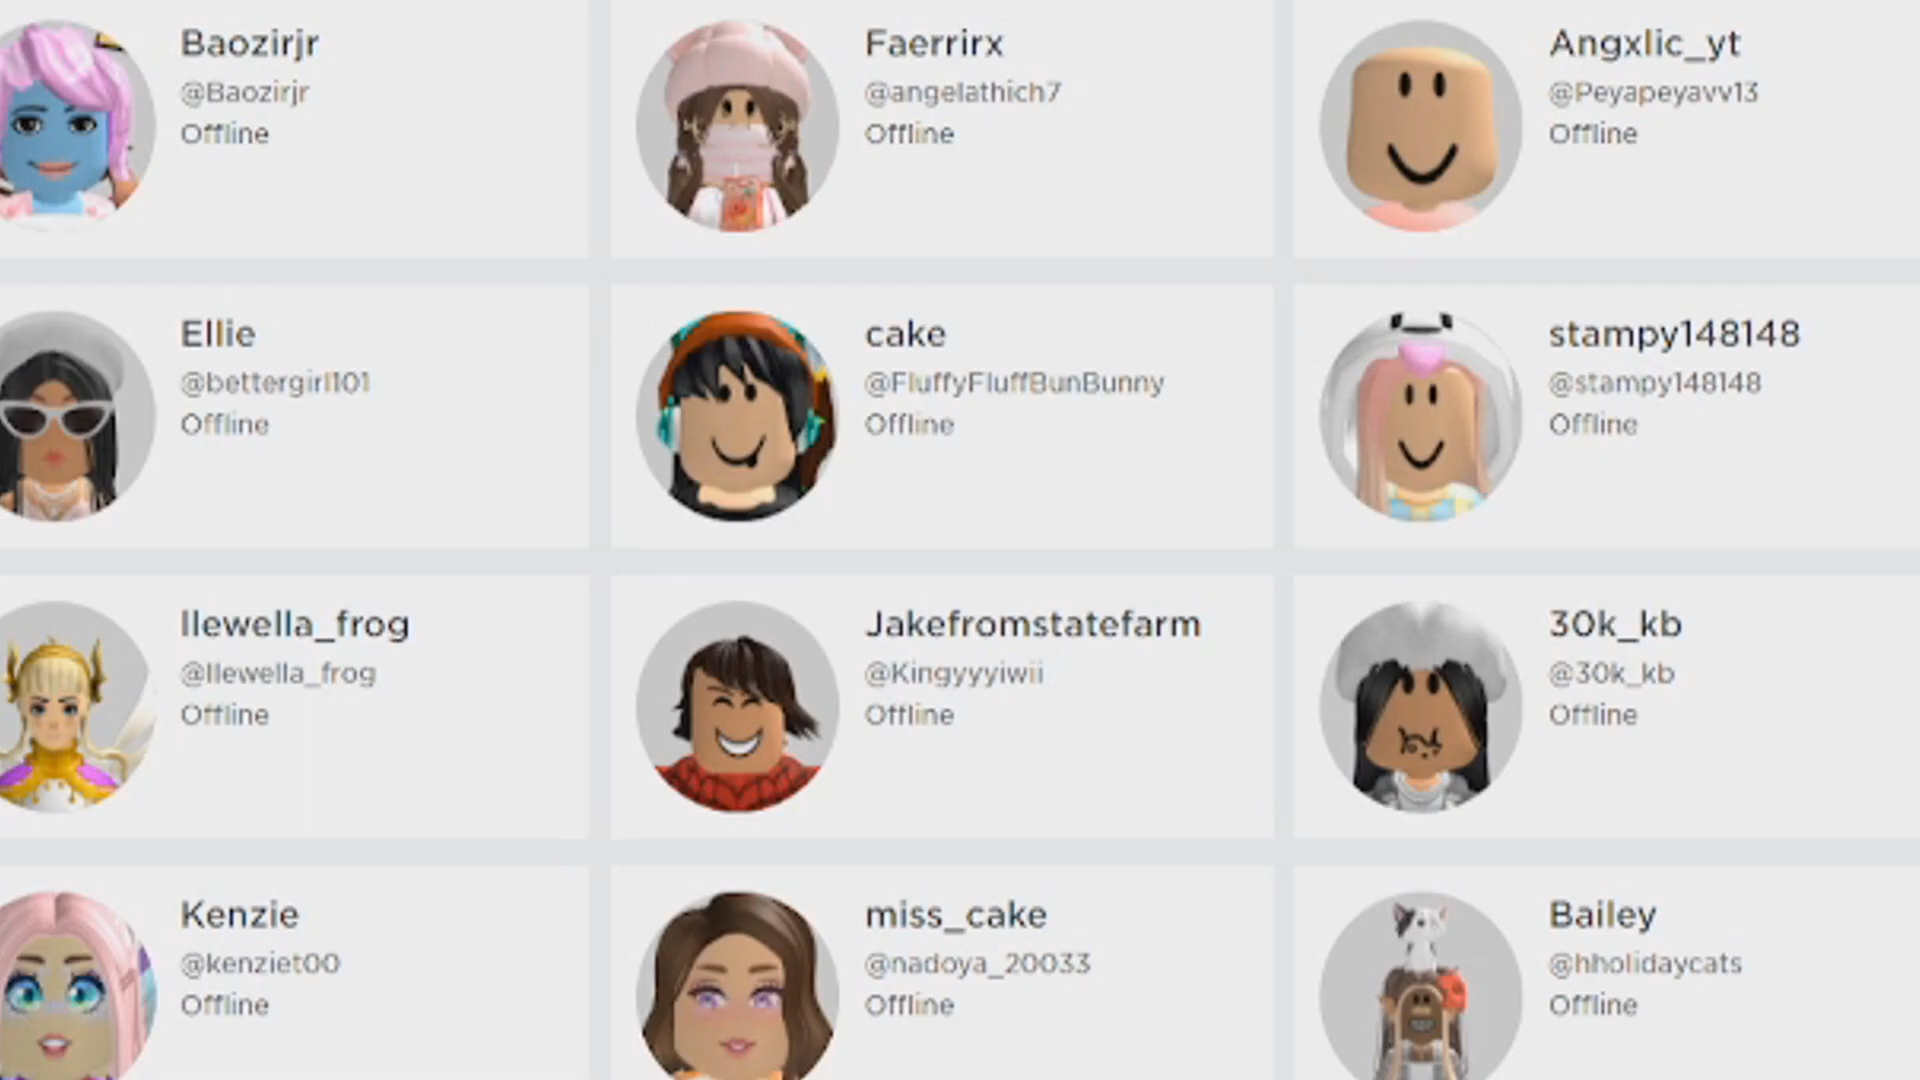 Baozirjr
@Baozirjr
Offline
Faerrirx
@angelathich7
Offline
Angxlic_yt
@Peyapeyavv13
Offline
Ellie
@bettergirl101
Offline
cake
@FluffyFluffBunBunny
Offline
stampy148148
@stampy148148
Offline
llewella_frog
@llewella_frog
Offline
Jakefromstatefarm
@Kingyyyiwii
Offline
30k_kb
@30k_kb
Offline
Kenzie
@kenziet00
Offline
miss_cake
@nadoya_20033
Offline
Bailey
@hholidaycats
Offline